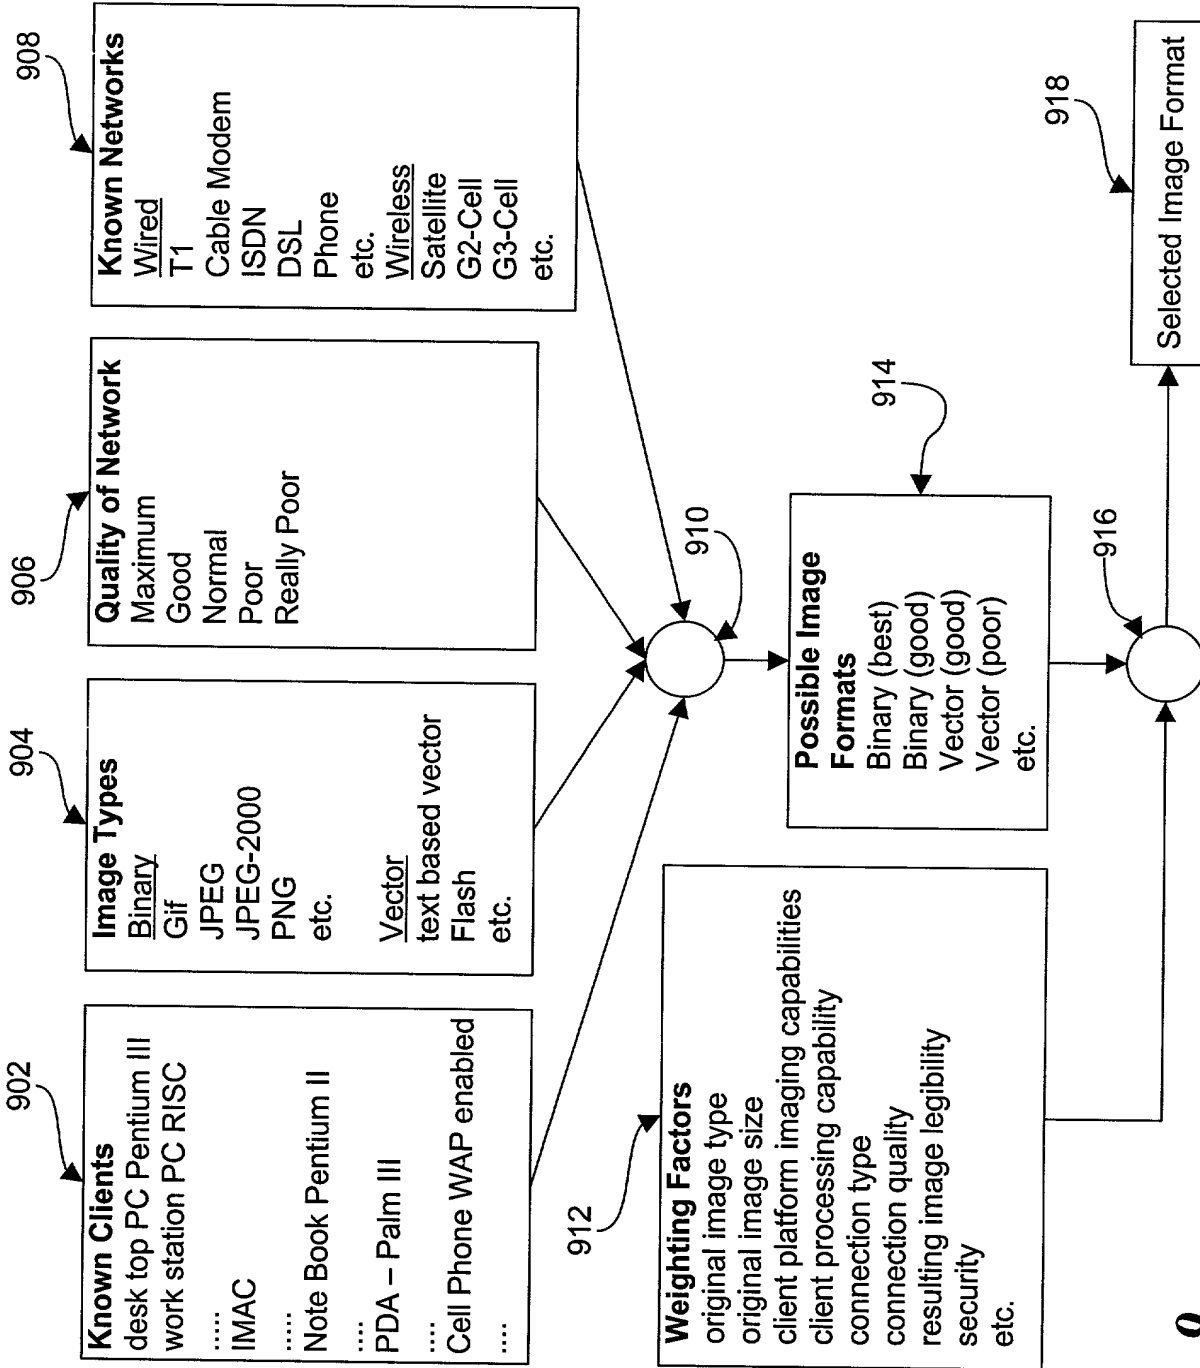 902
Known Clients
desk top PC Pentium III
work station PC RISC
.....
IMAC
.....
Note Book Pentium II
....
PDA – Palm III
....
Cell Phone WAP enabled
....
904
Image Types
Binary
Gif
JPEG
JPEG-2000
PNG
etc.
Vector
text based vector
Flash
etc.
906
Quality of Network
Maximum
Good
Normal
Poor
Really Poor
908
Known Networks
Wired
T1
Cable Modem
ISDN
DSL
Phone
etc.
Wireless
Satellite
G2-Cell
G3-Cell
etc.
910
912
Weighting Factors
original image type
original image size
client platform imaging capabilities
client processing capability
connection type
connection quality
resulting image legibility
security
etc.
914
Possible Image
Formats
Binary (best)
Binary (good)
Vector (good)
Vector (poor)
etc.
916
918
Selected Image Format